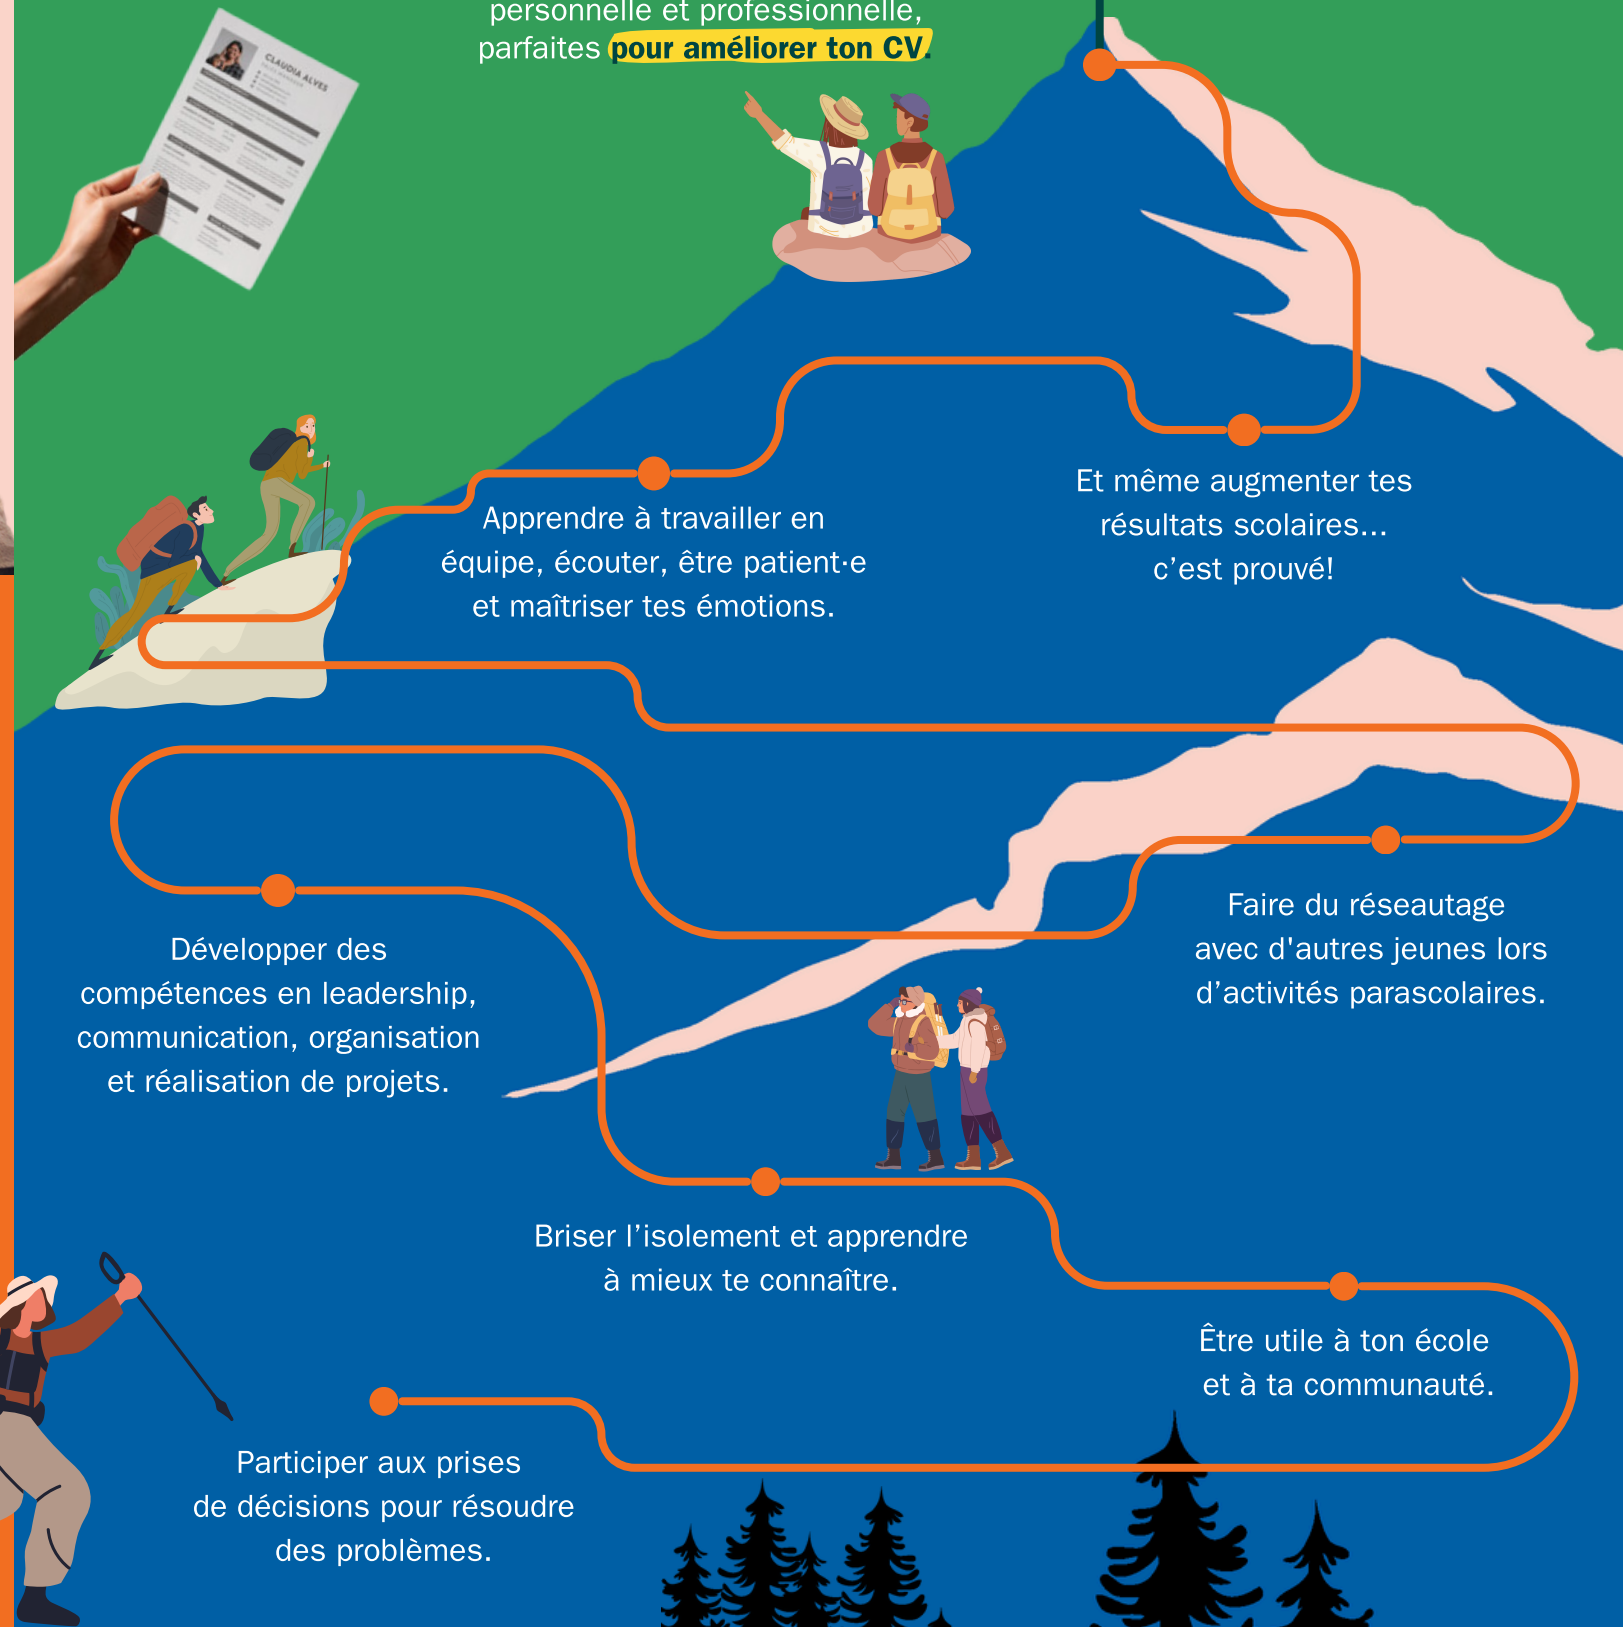 personnelle et professionnelle,
parfaites pour améliorer ton CV.
CLAUDIA ALVES
Et même augmenter tes
résultats scolaires...
c’est prouvé!
Apprendre à travailler en
équipe, écouter, être patient·e
et maîtriser tes émotions.
Faire du réseautage
avec d'autres jeunes lors
d’activités parascolaires.
Développer des
compétences en leadership,
communication, organisation
et réalisation de projets.
Briser l’isolement et apprendre
à mieux te connaître.
Être utile à ton école
et à ta communauté.
Participer aux prises
de décisions pour résoudre
des problèmes.